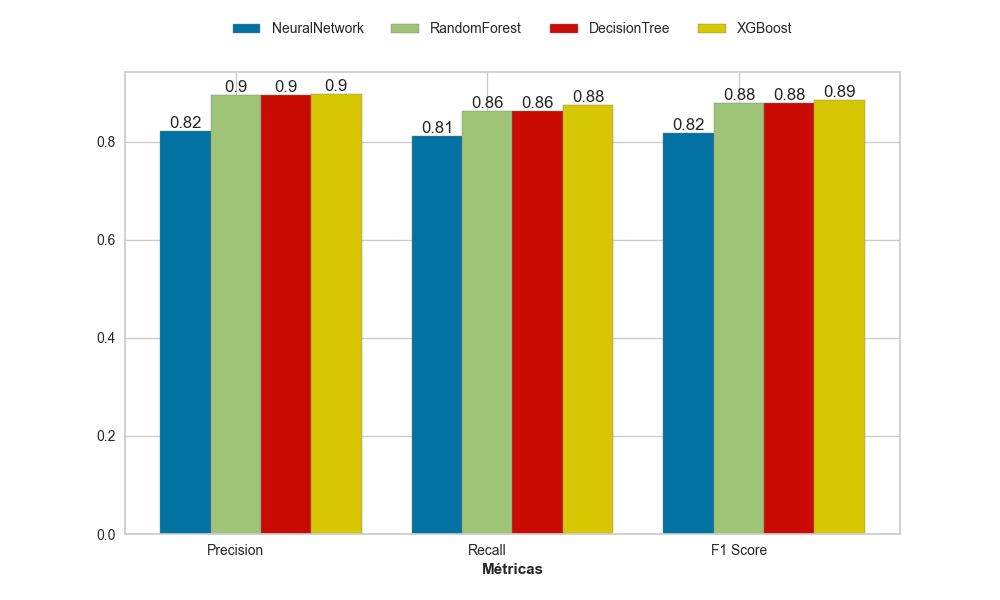 NeuralNetwork RandomForest DecisionTree XGBoost
0.82 0.9 0.9 0.9 0.81 0.86 0.86 0.88 0.82 0.88 0.88 0.89
0.8
0.6
0.4
0.2
0.0
Precision Recall F1 Score
Métricas